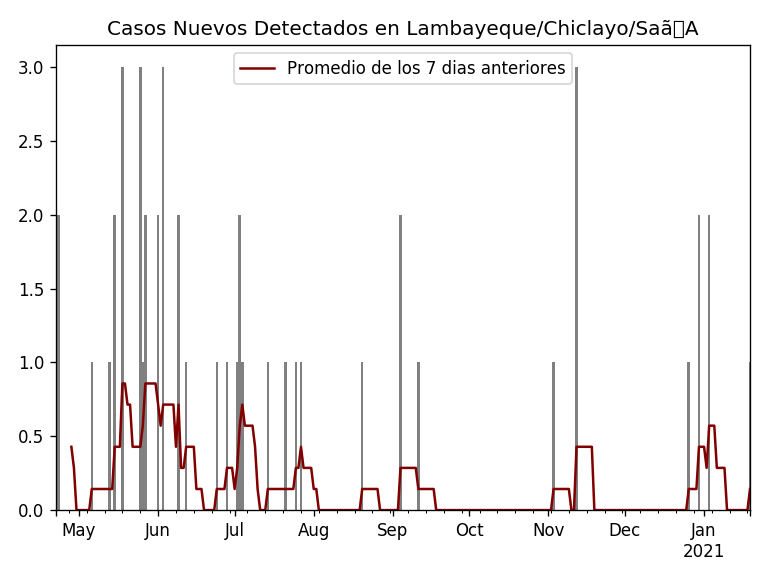 Casos Nuevos Detectados en Lambayeque/Chiclayo/Saã▯A
Promedio de los 7 dias anteriores
3.0
2.5
2.0
1.5
1.0
0.5
0.0
May Jun Jul Aug Sep Oct Nov Dec Jan
2021